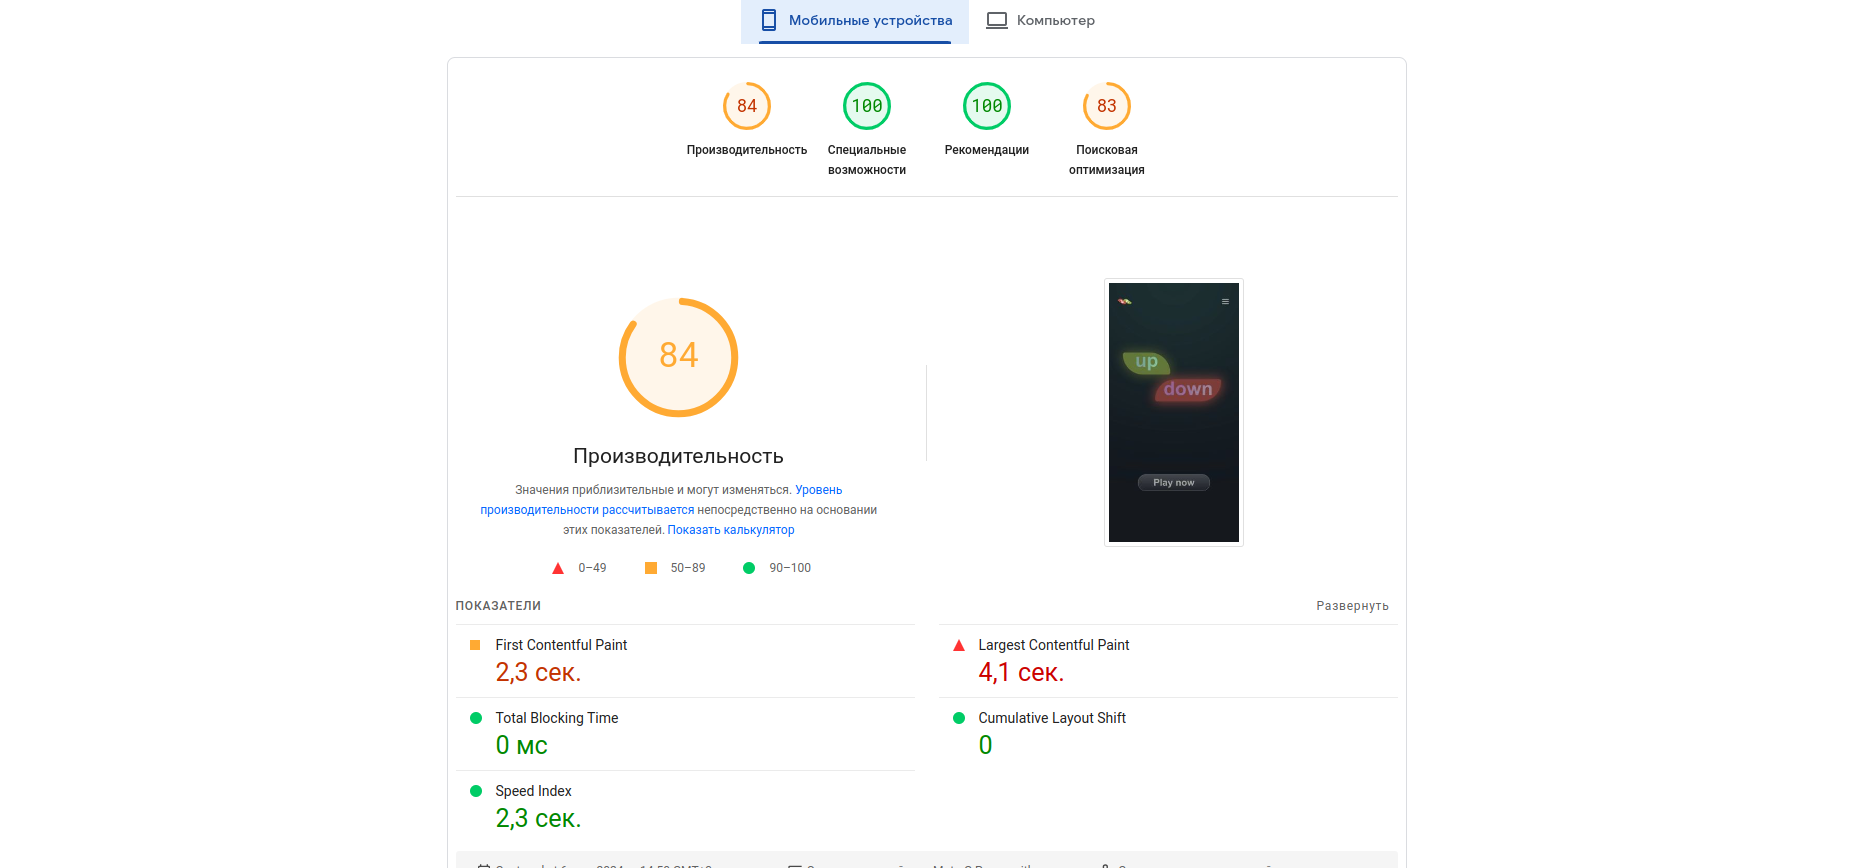 Мобильные устройства
Компьютер
84
100
100
83
Производительность
Специальные возможности
Рекомендации
Поисковая оптимизация
84
Производительность
Значения приблизительные и могут изменяться. Уровень
производительности рассчитывается непосредственно на основании
этих показателей. Показать калькулятор
0–49
50–89
90–100
ПОКАЗАТЕЛИ
Развернуть
up
down
Play now
First Contentful Paint
2,3 сек.
Largest Contentful Paint
4,1 сек.
Total Blocking Time
0 мс
Cumulative Layout Shift
0
Speed Index
2,3 сек.